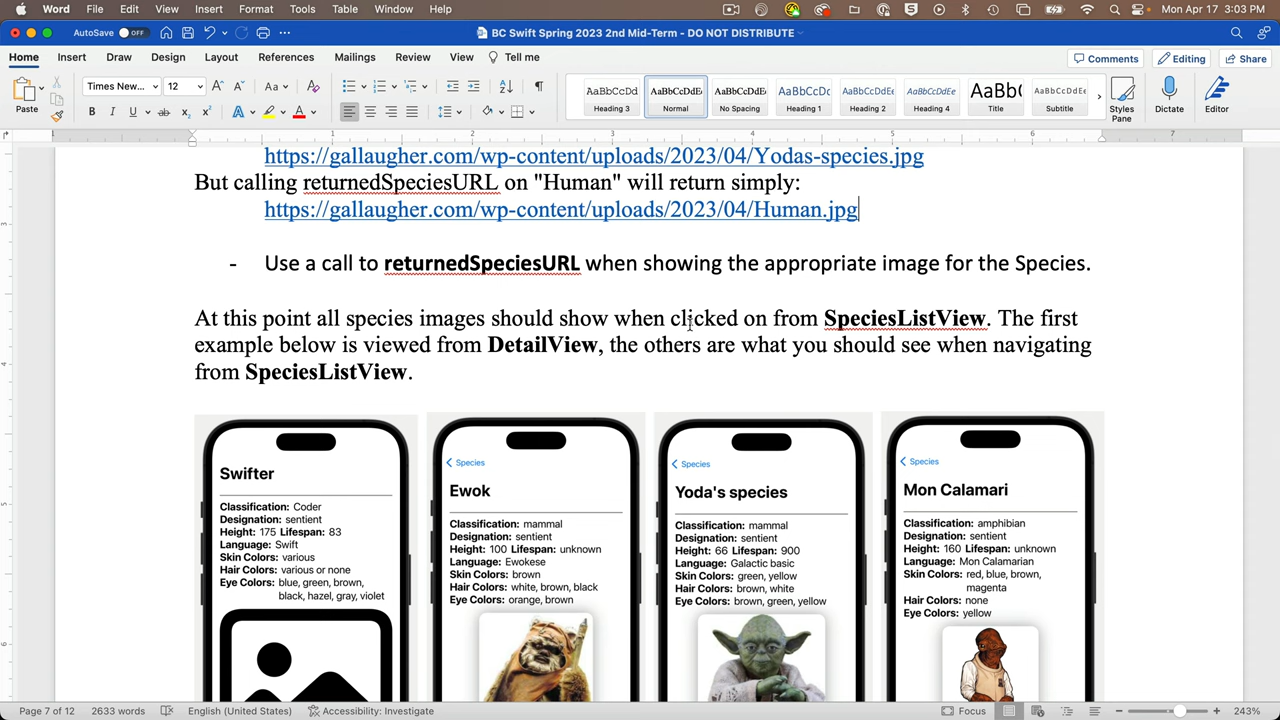 Word File Edit View Insert Format Tools Table Window Help Mon Apr 17 3:03 PM
AutoSave OFF BC Swift Spring 2023 2nd Mid-Term - DO NOT DISTRIBUTE
Home Insert Draw Design Layout References Mailings Review View Tell me Comments Editing Share
Paste Times New... 12 AaBbCcDd Heading 3 AaBbCcDdEe Normal AaBbCcDdEe No Spacing AaBbCcDc Heading 1 AaBbCcDdEe Heading 2 AaBbCcDdEe Heading 4 AaBb( Title AaBbCcDdEe Subtitle Styles Pane Dictate Editor
https://gallaugher.com/wp-content/uploads/2023/04/Yodas-species.jpg
But calling returnedSpeciesURL on "Human" will return simply:
https://gallaugher.com/wp-content/uploads/2023/04/Human.jpg
- Use a call to returnedSpeciesURL when showing the appropriate image for the Species.
At this point all species images should show when clicked on from SpeciesListView. The first
example below is viewed from DetailView, the others are what you should see when navigating
from SpeciesListView.
Swifter
Classification: Coder
Designation: sentient
Height: 175 Lifespan: 83
Language: Swift
Skin Colors: various
Hair Colors: various or none
Eye Colors: blue, green, brown,
black, hazel, gray, violet
Species
Ewok
Classification: mammal
Designation: sentient
Height: 100 Lifespan: unknown
Language: Ewokese
Skin Colors: brown
Hair Colors: white, brown, black
Eye Colors: orange, brown
Species
Yoda's species
Classification: mammal
Designation: sentient
Height: 66 Lifespan: 900
Language: Galactic basic
Skin Colors: green, yellow
Hair Colors: brown, white
Eye Colors: brown, green, yellow
Species
Mon Calamari
Classification: amphibian
Designation: sentient
Height: 160 Lifespan: unknown
Language: Mon Calamarian
Skin Colors: red, blue, brown,
magenta
Hair Colors: none
Eye Colors: yellow
Page 7 of 12 2633 words English (United States) Accessibility: Investigate Focus 243%